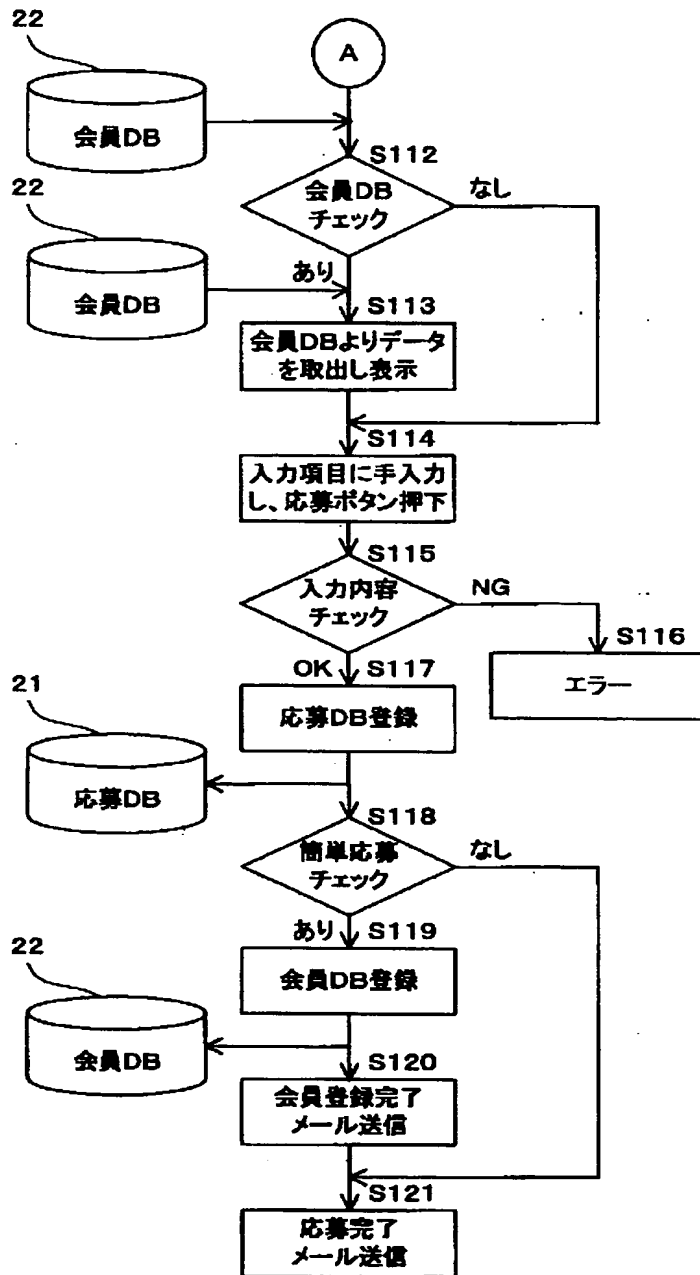 22
A
会員DB
S112
会員DB
チェック
なし
22
会員DB
あり
S113
会員DBよりデータ
を取出し表示
S114
入力項目に手入力
し、応募ボタン押下
S115
入力内容
チェック
NG
S116
エラー
OK
S117
応募DB登録
21
応募DB
S118
簡単応募
チェック
なし
あり
S119
会員DB登録
22
会員DB
S120
会員登録完了
メール送信
S121
応募完了
メール送信